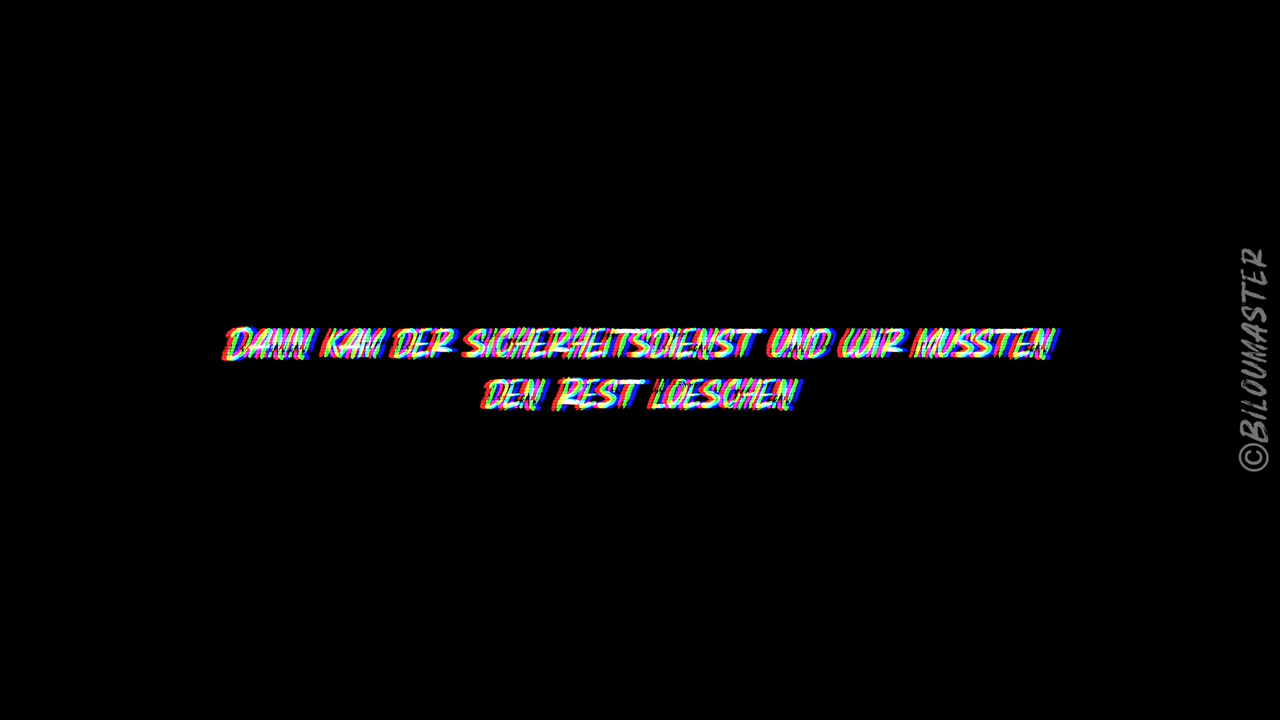 Dann kam der Sicherheitsdienst und wir mussten
den Rest loeschen
©Biloumaster